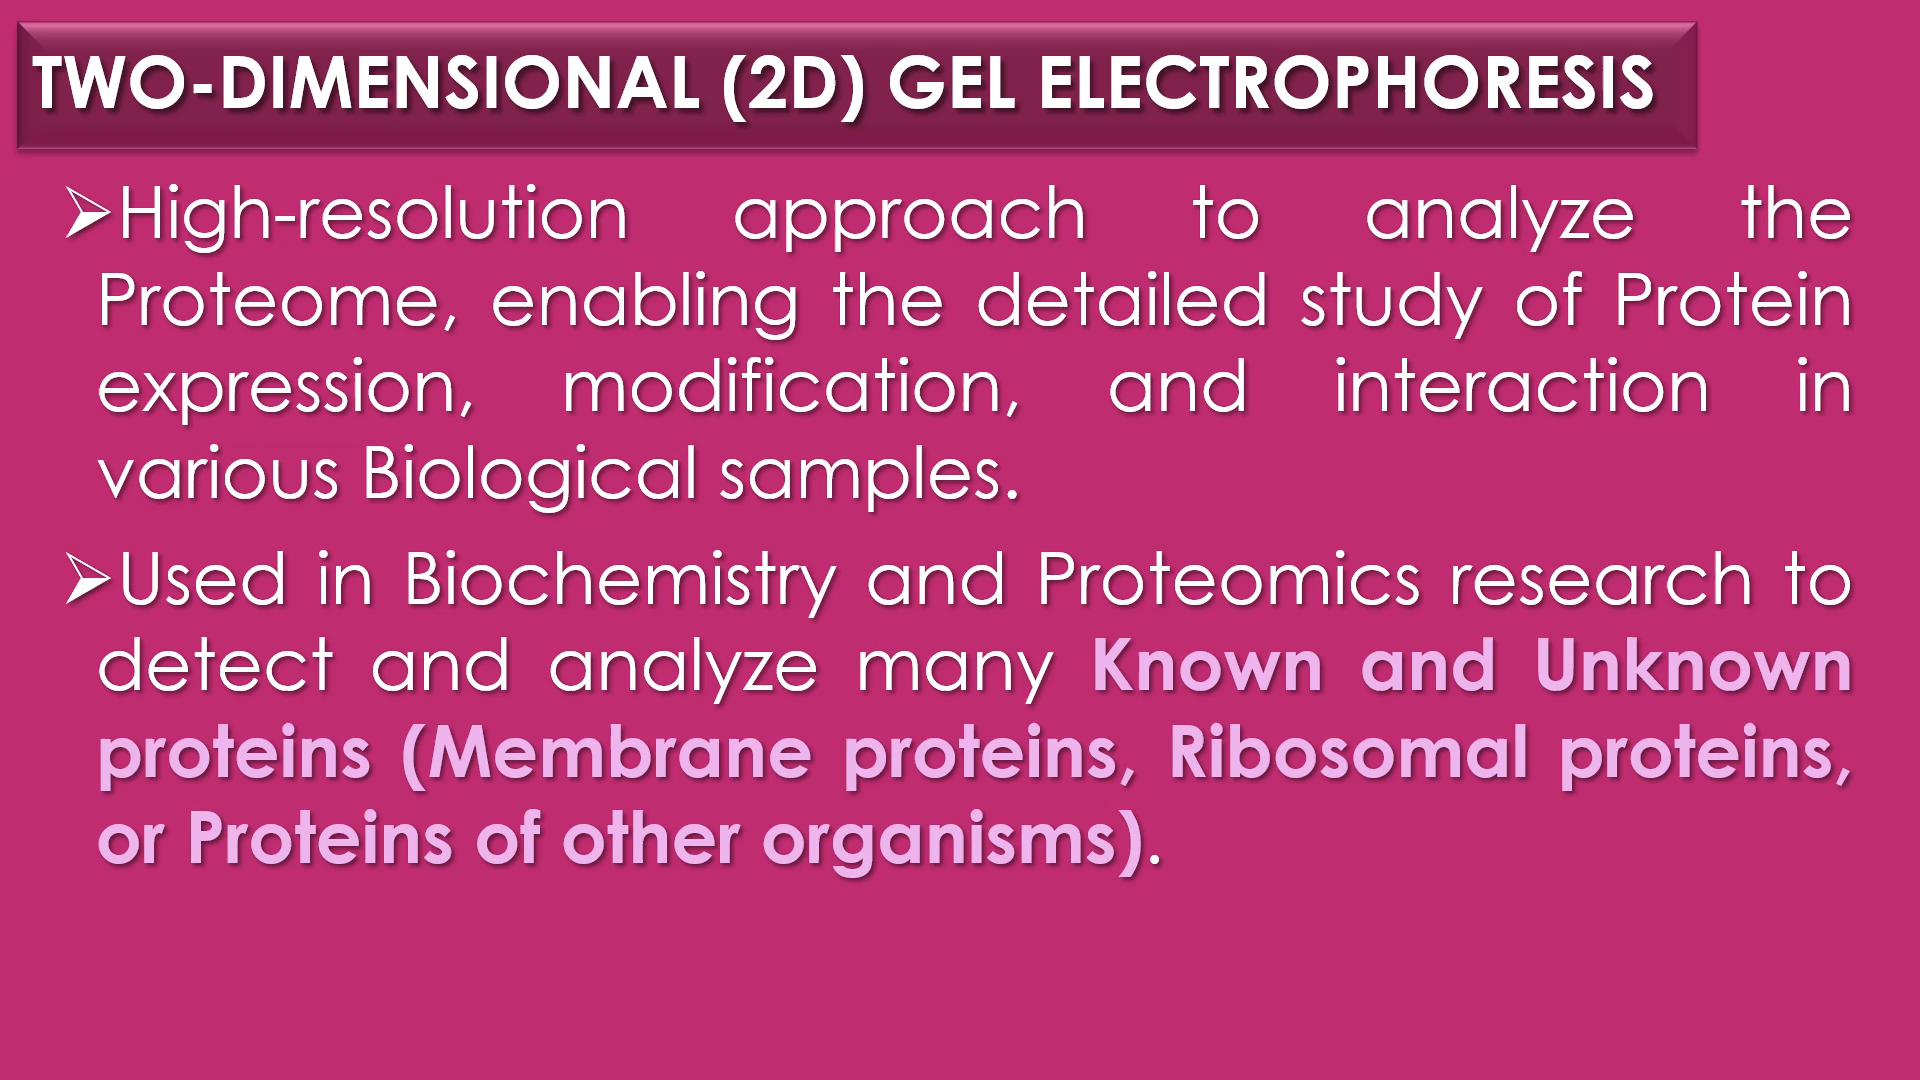 TWO-DIMENSIONAL (2D) GEL ELECTROPHORESIS
➢High-resolution approach to analyze the
Proteome, enabling the detailed study of Protein
expression, modification, and interaction in
various Biological samples.
➢Used in Biochemistry and Proteomics research to
detect and analyze many Known and Unknown
proteins (Membrane proteins, Ribosomal proteins,
or Proteins of other organisms).